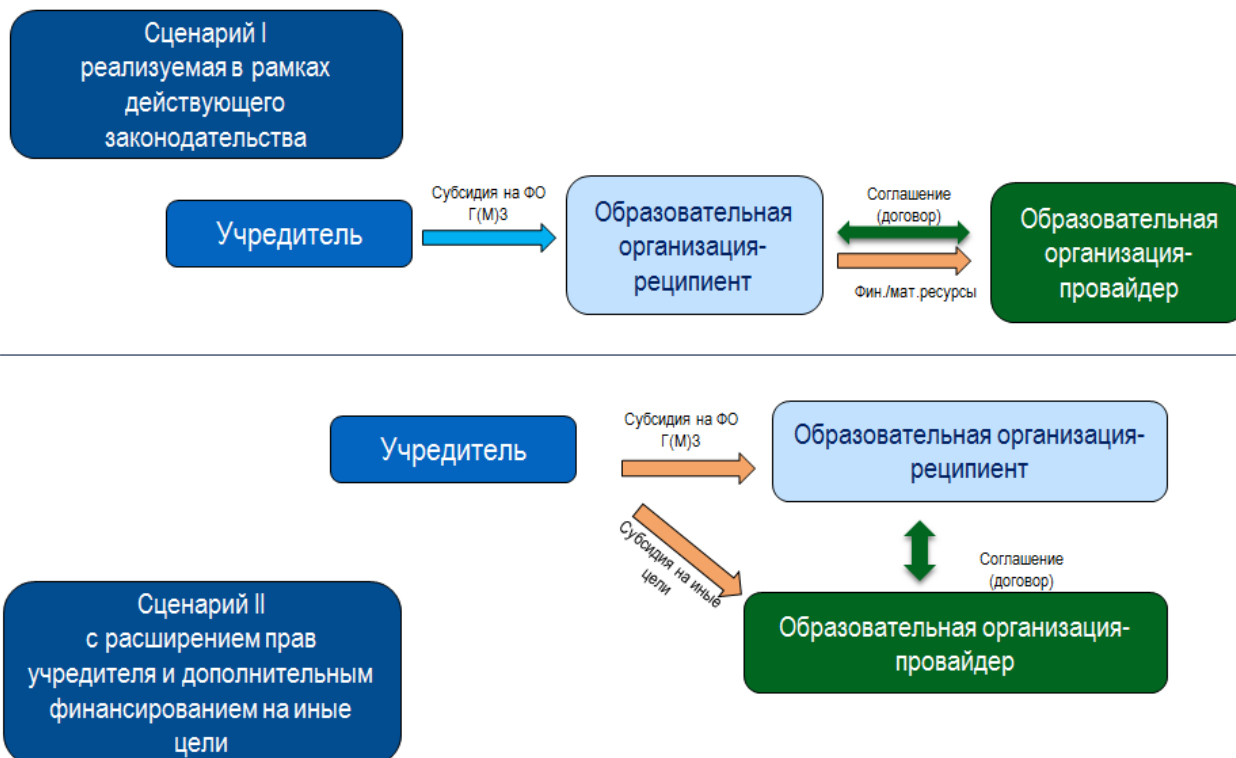 Сценарий I
реализуемая в рамках
действующего
законодательства
Учредитель
Субсидия на ФО
Г(М)З
Образовательная
организация-
реципиент
Соглашение
(договор)
Фин./мат.ресурсы
Образовательная
организация-
провайдер
Учредитель
Субсидия на ФО
Г(М)З
Образовательная организация-
реципиент
Субсидия на иные
цели
Соглашение
(договор)
Образовательная организация-
провайдер
Сценарий II
с расширением прав
учредителя и дополнительным
финансированием на иные
цели